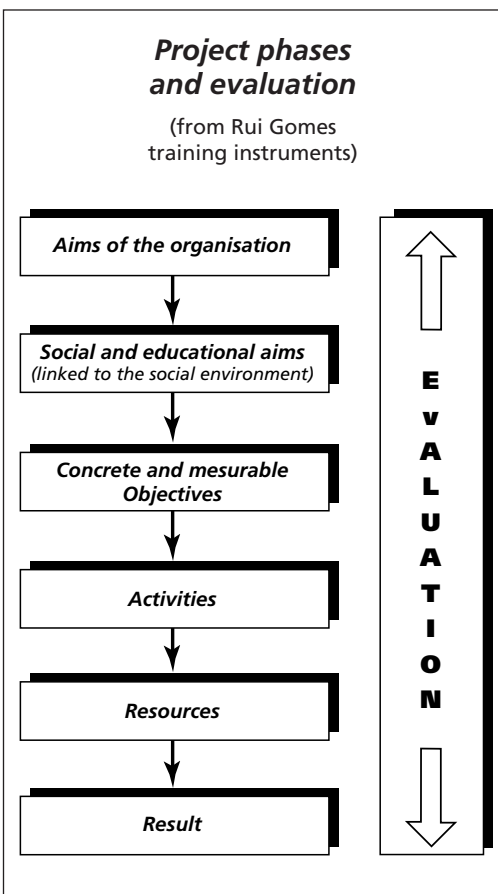 Project phases
and evaluation
(from Rui Gomes
training instruments)
Aims of the organisation
Social and educational aims
(linked to the social environment)
Concrete and mesurable
Objectives
Activities
Resources
Result
EvALUATION